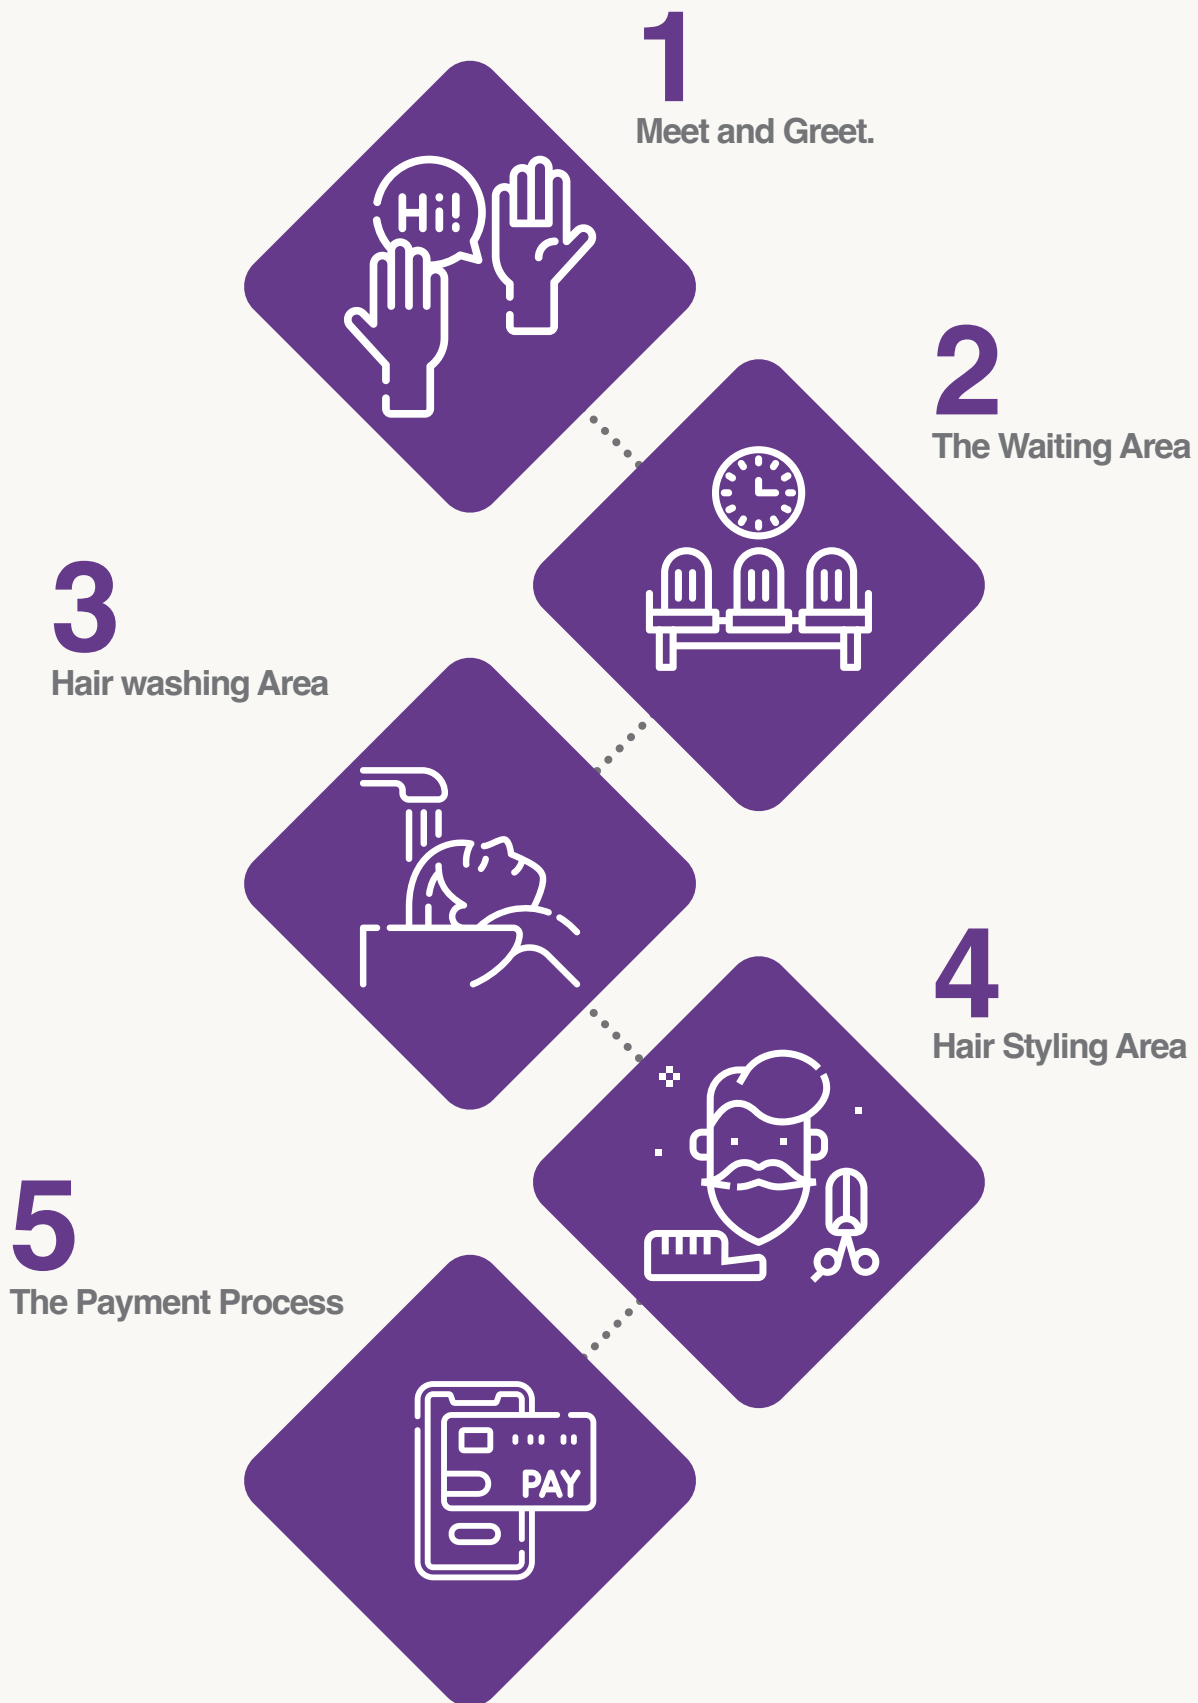 1
Meet and Greet.
Hi!
2
The Waiting Area
3
Hair washing Area
4
Hair Styling Area
5
The Payment Process
PAY